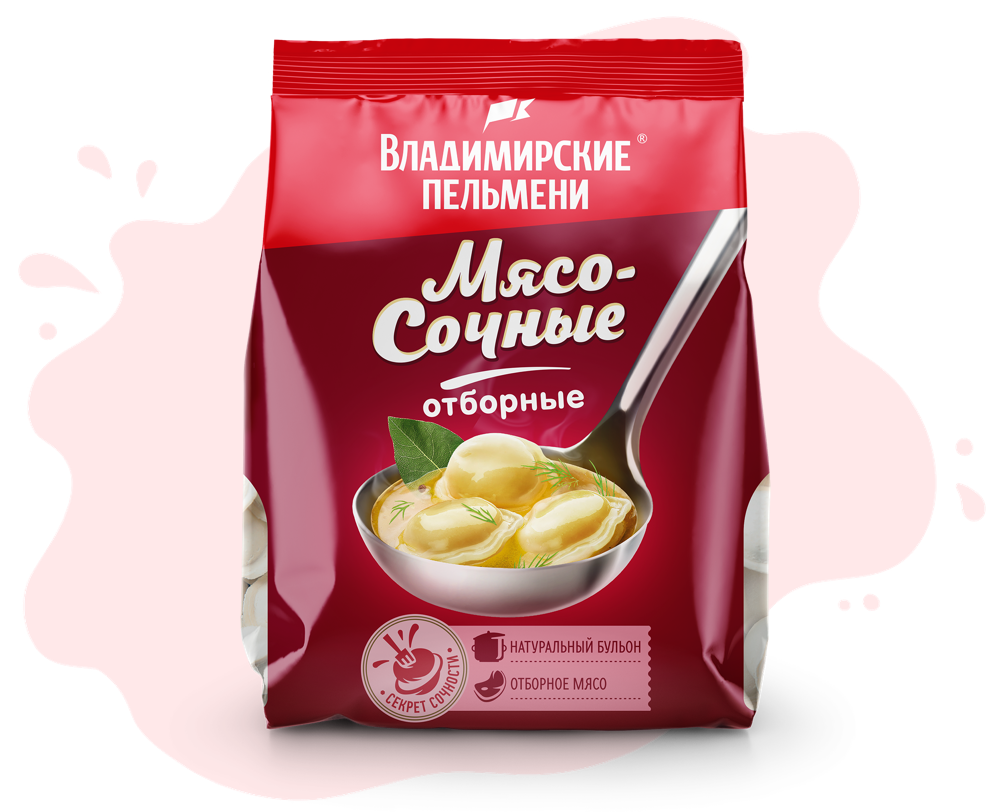 ВЛАДИМИРСКИЕ ®
ПЕЛЬМЕНИ
Мясо-
Сочные
отборные
СЕКРЕТ СОЧНОСТИ
НАТУРАЛЬНЫЙ БУЛЬОН
ОТБОРНОЕ МЯСО